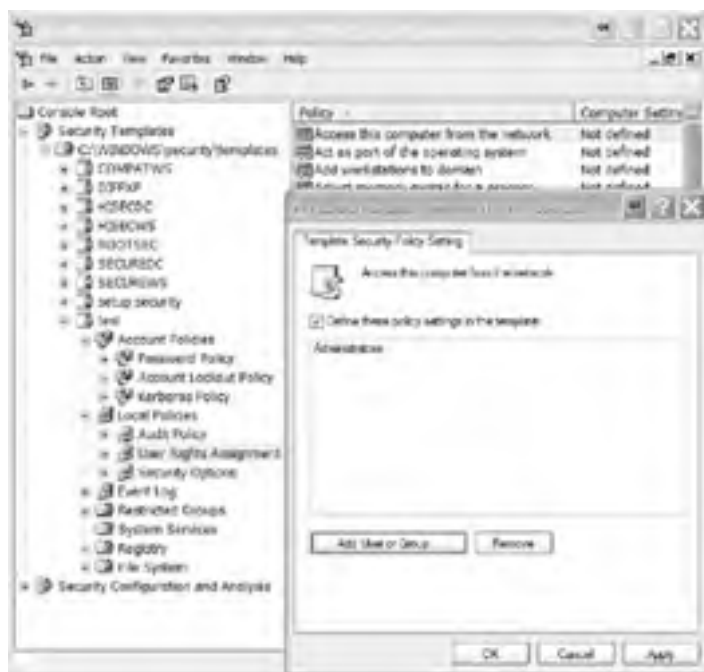 File Action View Favorites Window Help
Console Root
Security Templates
C:\WINDOWS\security\templates
COMPATWS
HISECDC
HISECWS
ROOTSEC
SECUREDC
SECUREWS
setup security
test
Account Policies
Password Policy
Account Lockout Policy
Kerberos Policy
Local Policies
Audit Policy
User Rights Assignment
Security Options
Event Log
Restricted Groups
System Services
Registry
File System
Security Configuration and Analysis
Policy
Computer Setting
Access this computer from the network Not defined
Act as part of the operating system Not defined
Add workstations to domain Not defined
Adjust memory quotas for a process Not defined
Template Security Policy Setting
Access this computer from the network
Define these policy settings in the template
Administrators
Add User or Group Remove
OK Cancel Apply